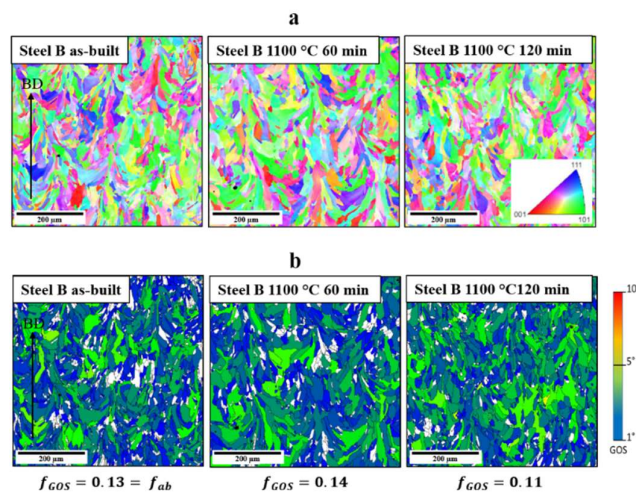 a
Steel B as-built
Steel B 1100 °C 60 min
Steel B 1100 °C 120 min
BD
111
001
101
200 µm
200 µm
200 µm
b
Steel B as-built
Steel B 1100 °C 60 min
Steel B 1100 °C120 min
BD
10
5°
1°
GOS
200 µm
200 µm
200 µm
f_GOS = 0.13 = f_ab
f_GOS = 0.14
f_GOS = 0.11